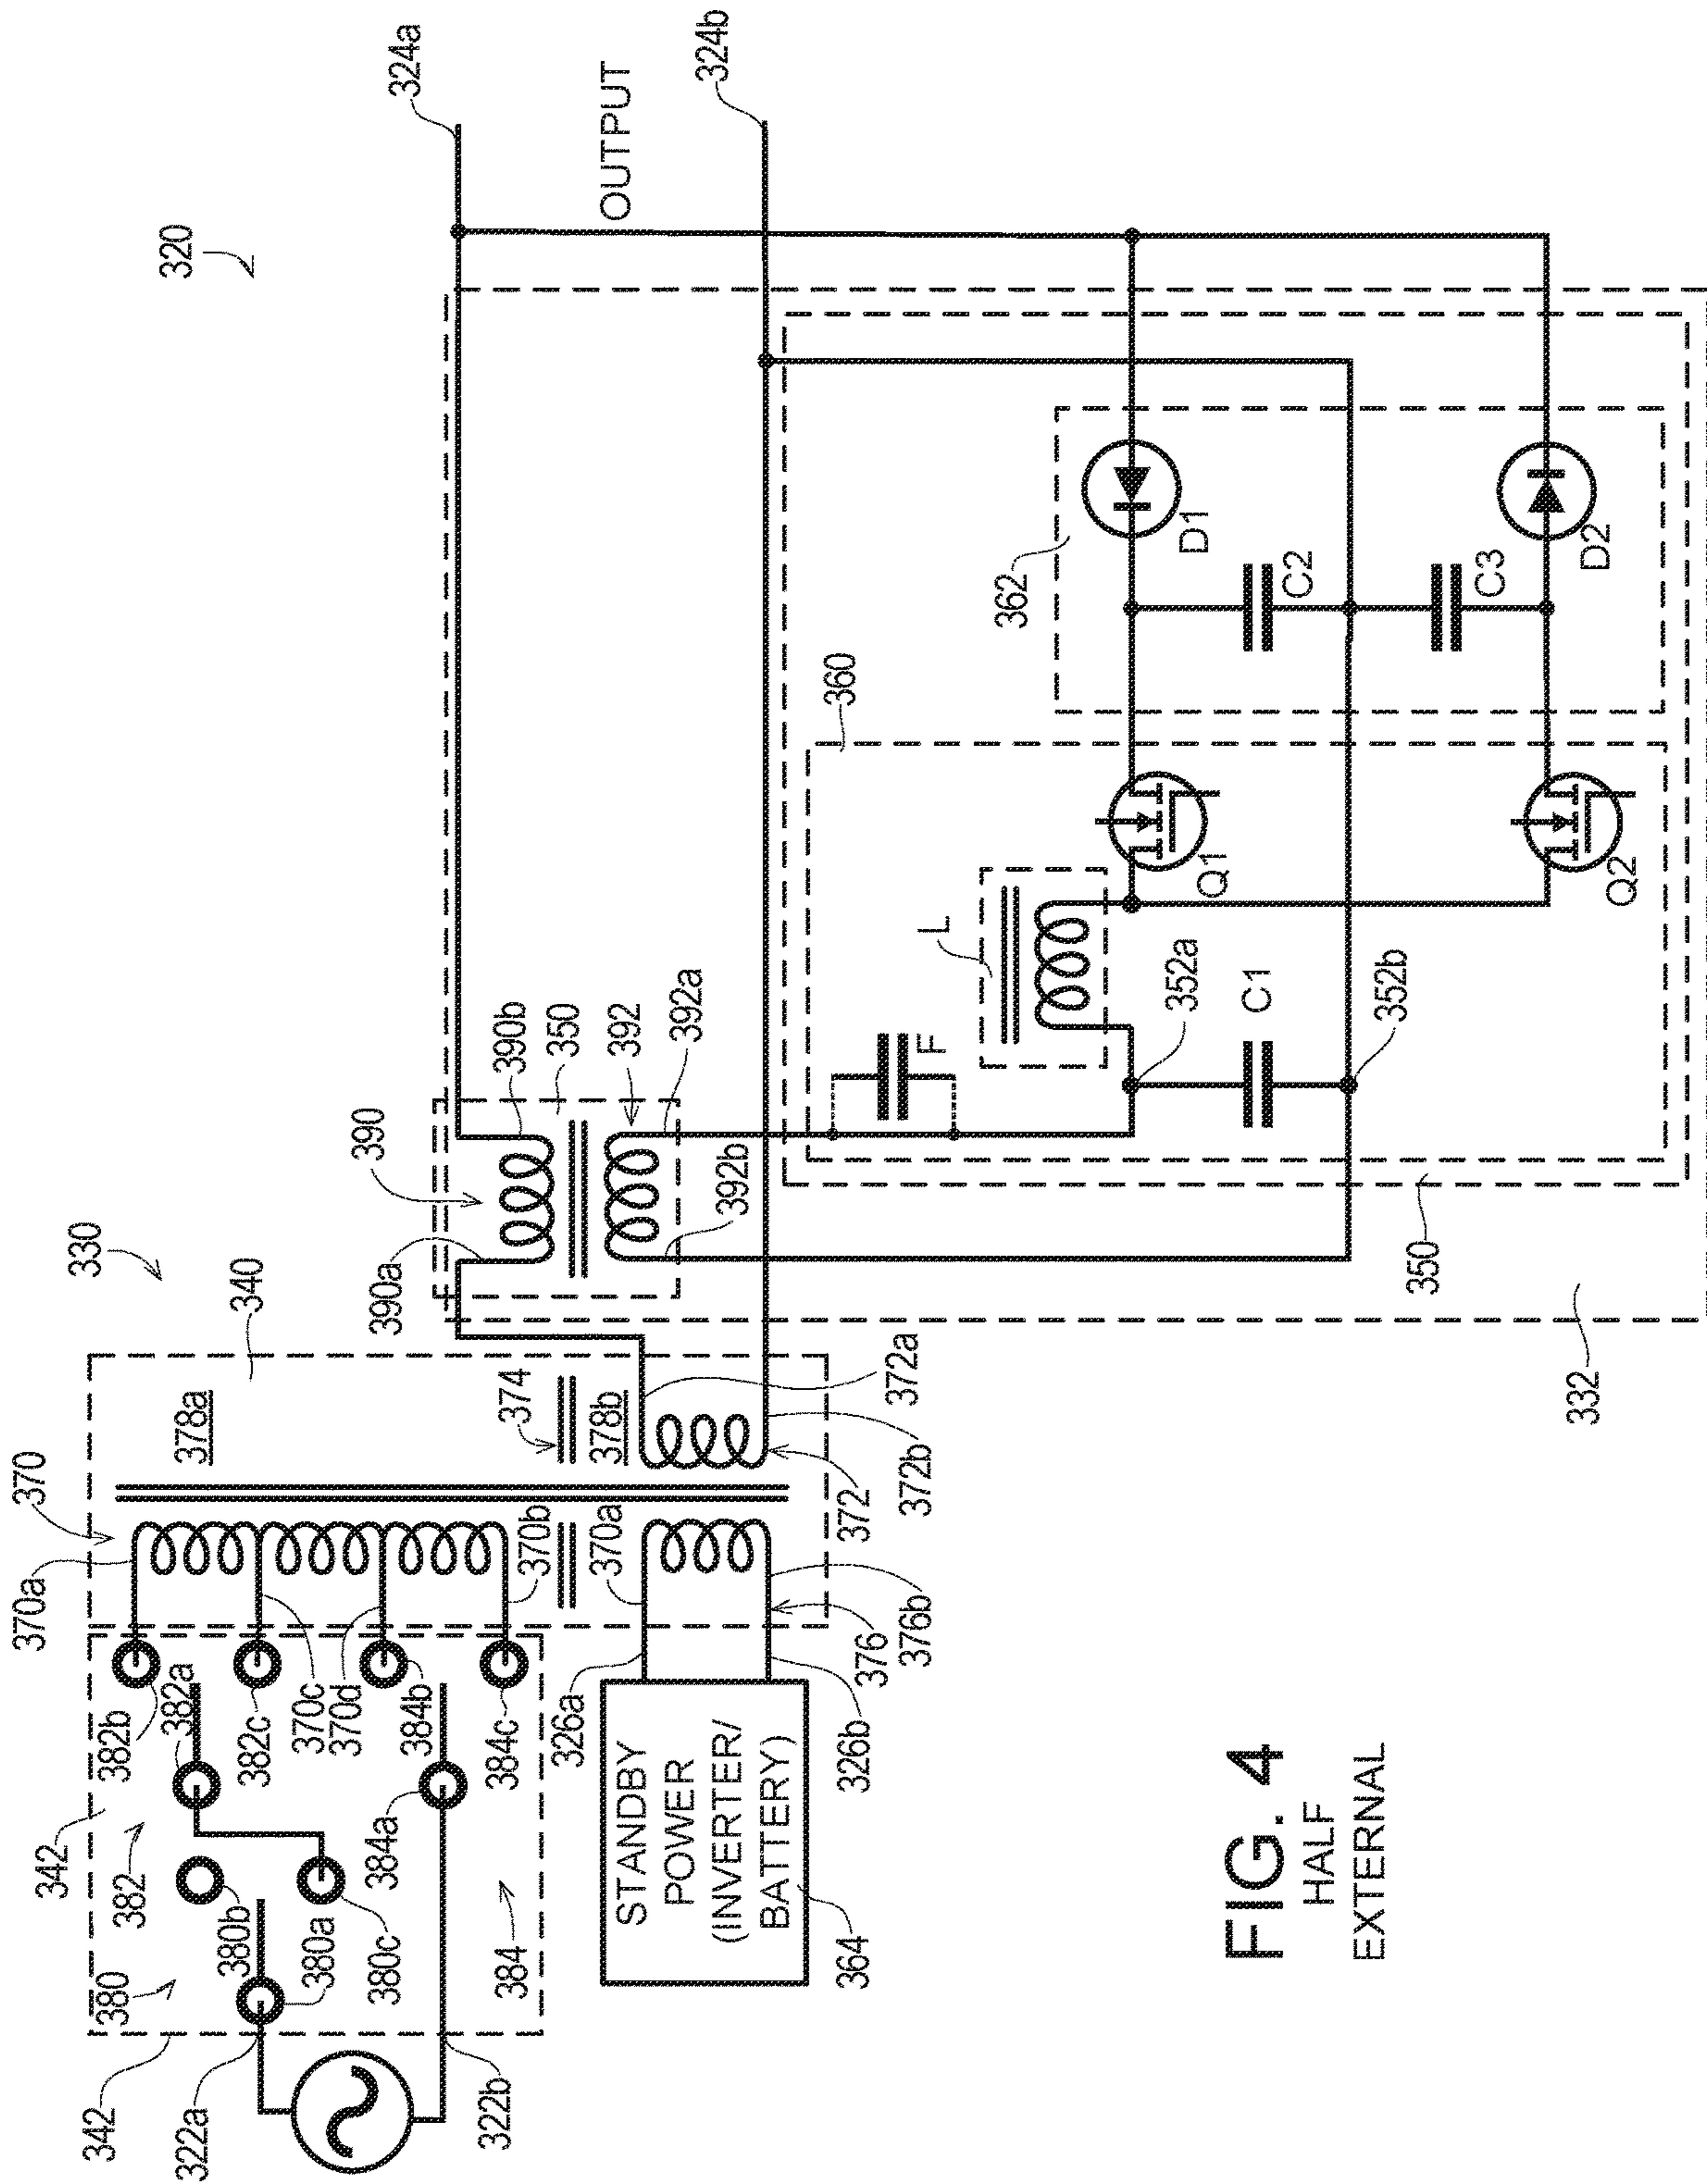 320
330
324a
OUTPUT
324b
340
370
370a
378a
374
378b
372a
372b
372
370b
370a
376
376b
370c
370d
382b
382a
382c
384b
384c
326a
326b
342
382
380
380b
380a
380c
384a
384
342
322a
322b
STANDBY
POWER
(INVERTER/
BATTERY)
364
390
390a
390b
350
392
392a
392b
F
L
352a
C1
352b
360
Q1
Q2
362
D1
C2
C3
D2
350
332
FIG. 4
HALF
EXTERNAL